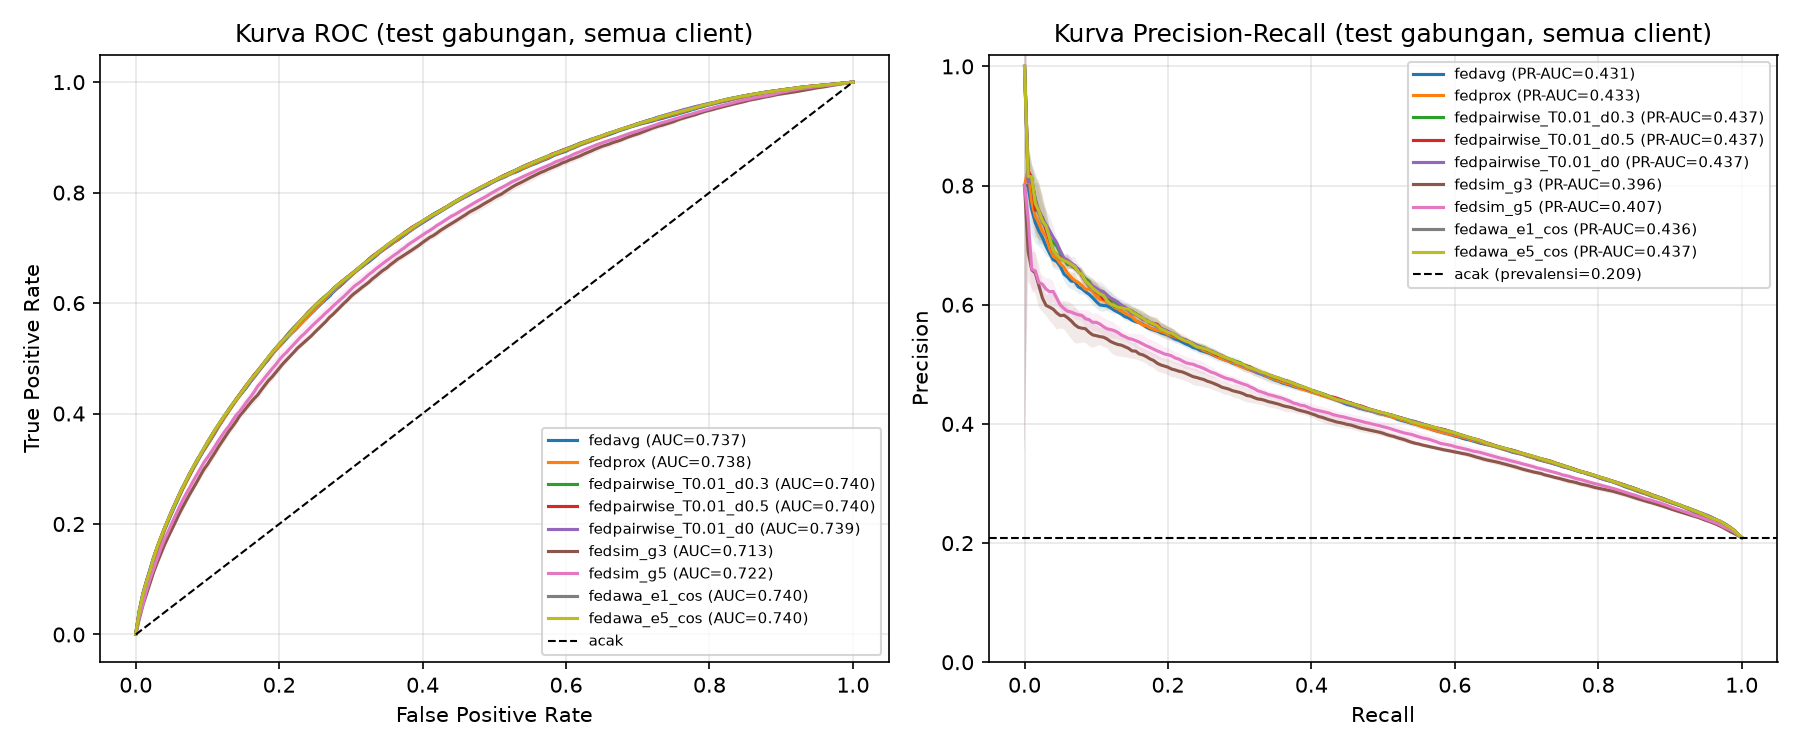 Kurva ROC (test gabungan, semua client)
True Positive Rate
1.0
0.8
0.6
0.4
0.2
0.0
fedavg (AUC=0.737)
fedprox (AUC=0.738)
fedpairwise_T0.01_d0.3 (AUC=0.740)
fedpairwise_T0.01_d0.5 (AUC=0.740)
fedpairwise_T0.01_d0 (AUC=0.739)
fedsim_g3 (AUC=0.713)
fedsim_g5 (AUC=0.722)
fedawa_e1_cos (AUC=0.740)
fedawa_e5_cos (AUC=0.740)
acak
0.0 0.2 0.4 0.6 0.8 1.0
False Positive Rate
Kurva Precision-Recall (test gabungan, semua client)
Precision
1.0
0.8
0.6
0.4
0.2
0.0
fedavg (PR-AUC=0.431)
fedprox (PR-AUC=0.433)
fedpairwise_T0.01_d0.3 (PR-AUC=0.437)
fedpairwise_T0.01_d0.5 (PR-AUC=0.437)
fedpairwise_T0.01_d0 (PR-AUC=0.437)
fedsim_g3 (PR-AUC=0.396)
fedsim_g5 (PR-AUC=0.407)
fedawa_e1_cos (PR-AUC=0.436)
fedawa_e5_cos (PR-AUC=0.437)
acak (prevalensi=0.209)
0.0 0.2 0.4 0.6 0.8 1.0
Recall